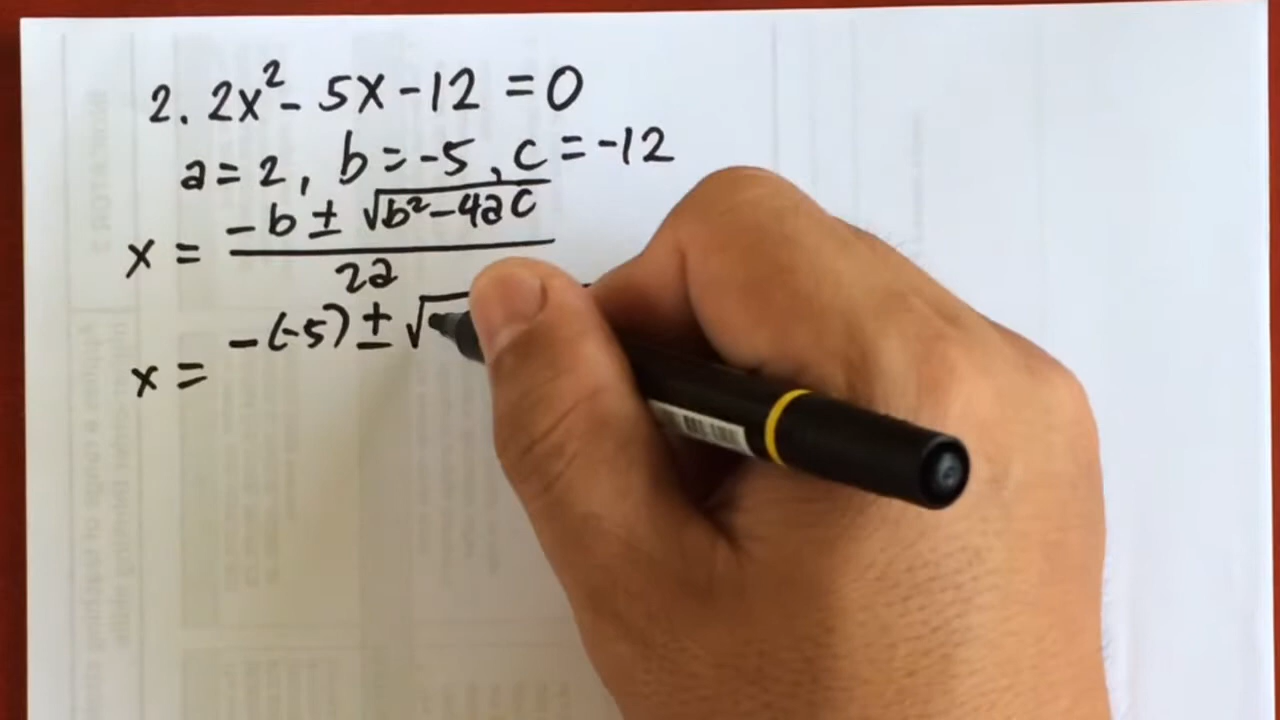 2. 2x² - 5x - 12 = 0
a = 2, b = -5, c = -12
x = -b ± √b²-4ac
2a
x = -(-5) ± √